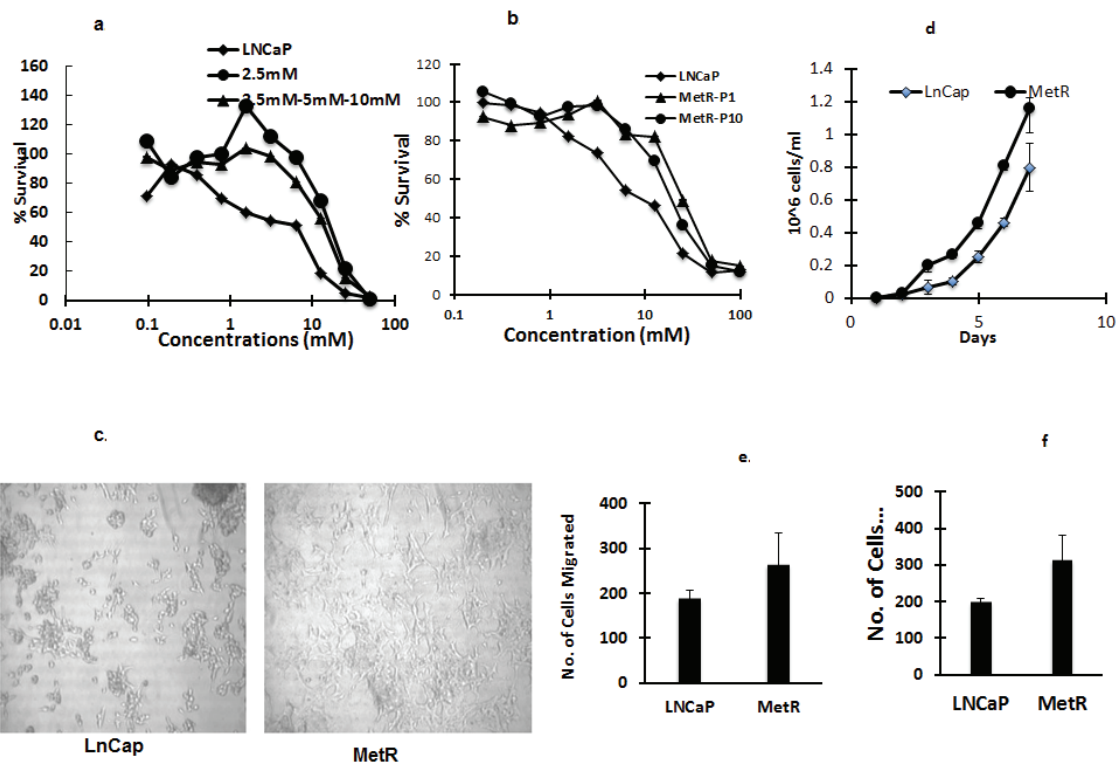 a.
LNCaP
2.5mM
2.5mM-5mM-10mM
% Survival
160
140
120
100
80
60
40
20
0
0.01 0.1 1 10 100
Concentrations (mM)
b
LNCaP
MetR-P1
MetR-P10
% Survival
120
100
80
60
40
20
0
0.1 1 10 100
Concentration (mM)
d
LnCap MetR
10^6 cells/ml
1.4
1.2
1
0.8
0.6
0.4
0.2
0
0 5 10
Days
c.
LnCap
MetR
e.
No. of Cells Migrated
400
300
200
100
0
LNCaP MetR
f
No. of Cells...
500
400
300
200
100
0
LNCaP MetR